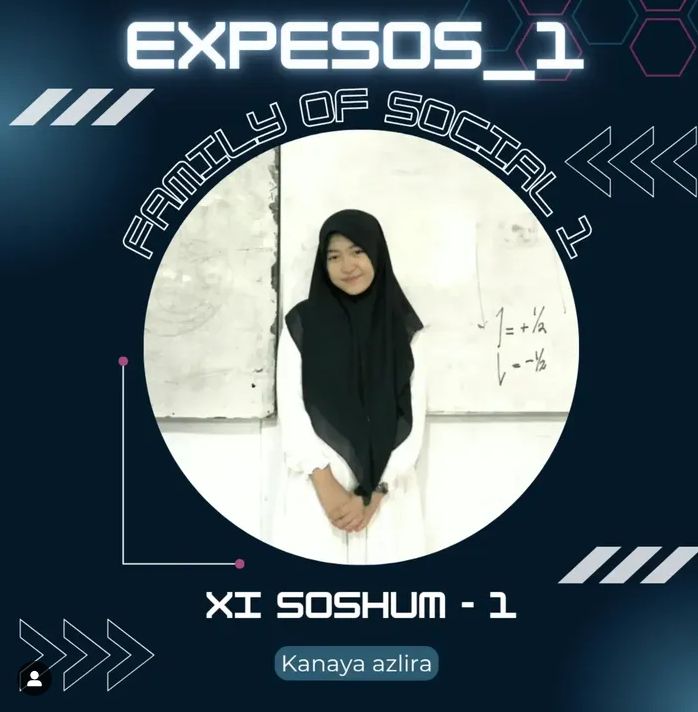 EXPESOS_1
FAMILY OF SOCIAL 1
1 = + 1/2
= - 1/2
XI SOSHUM - 1
Kanaya azlira